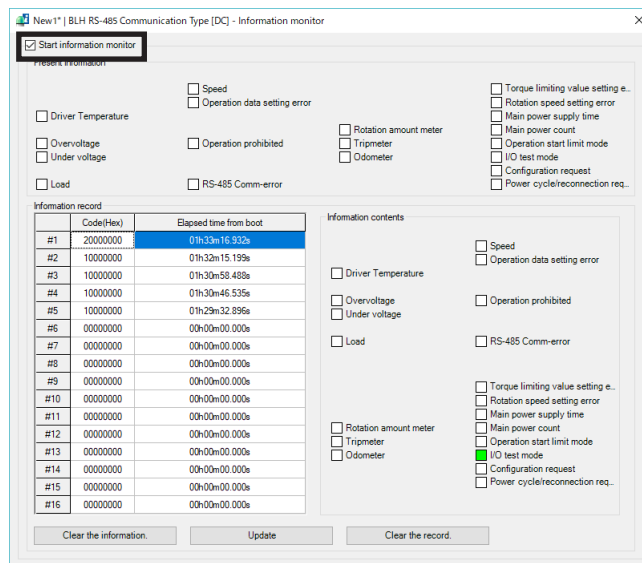 New1* | BLH RS-485 Communication Type [DC] - Information monitor
Start information monitor
Present information
Speed
Operation data setting error
Driver Temperature
Overvoltage
Under voltage
Operation prohibited
Load
RS-485 Comm-error
Rotation amount meter
Tripmeter
Odometer
Torque limiting value setting e...
Rotation speed setting error
Main power supply time
Main power count
Operation start limit mode
I/O test mode
Configuration request
Power cycle/reconnection req...
Information record
Code(Hex) Elapsed time from boot
#1 20000000 01h33m16.932s
#2 10000000 01h32m15.199s
#3 10000000 01h30m58.488s
#4 10000000 01h30m46.535s
#5 10000000 01h29m32.896s
#6 00000000 00h00m00.000s
#7 00000000 00h00m00.000s
#8 00000000 00h00m00.000s
#9 00000000 00h00m00.000s
#10 00000000 00h00m00.000s
#11 00000000 00h00m00.000s
#12 00000000 00h00m00.000s
#13 00000000 00h00m00.000s
#14 00000000 00h00m00.000s
#15 00000000 00h00m00.000s
#16 00000000 00h00m00.000s
Information contents
Speed
Operation data setting error
Driver Temperature
Overvoltage
Under voltage
Operation prohibited
Load
RS-485 Comm-error
Rotation amount meter
Tripmeter
Odometer
Torque limiting value setting e...
Rotation speed setting error
Main power supply time
Main power count
Operation start limit mode
I/O test mode
Configuration request
Power cycle/reconnection req...
Clear the information.
Update
Clear the record.